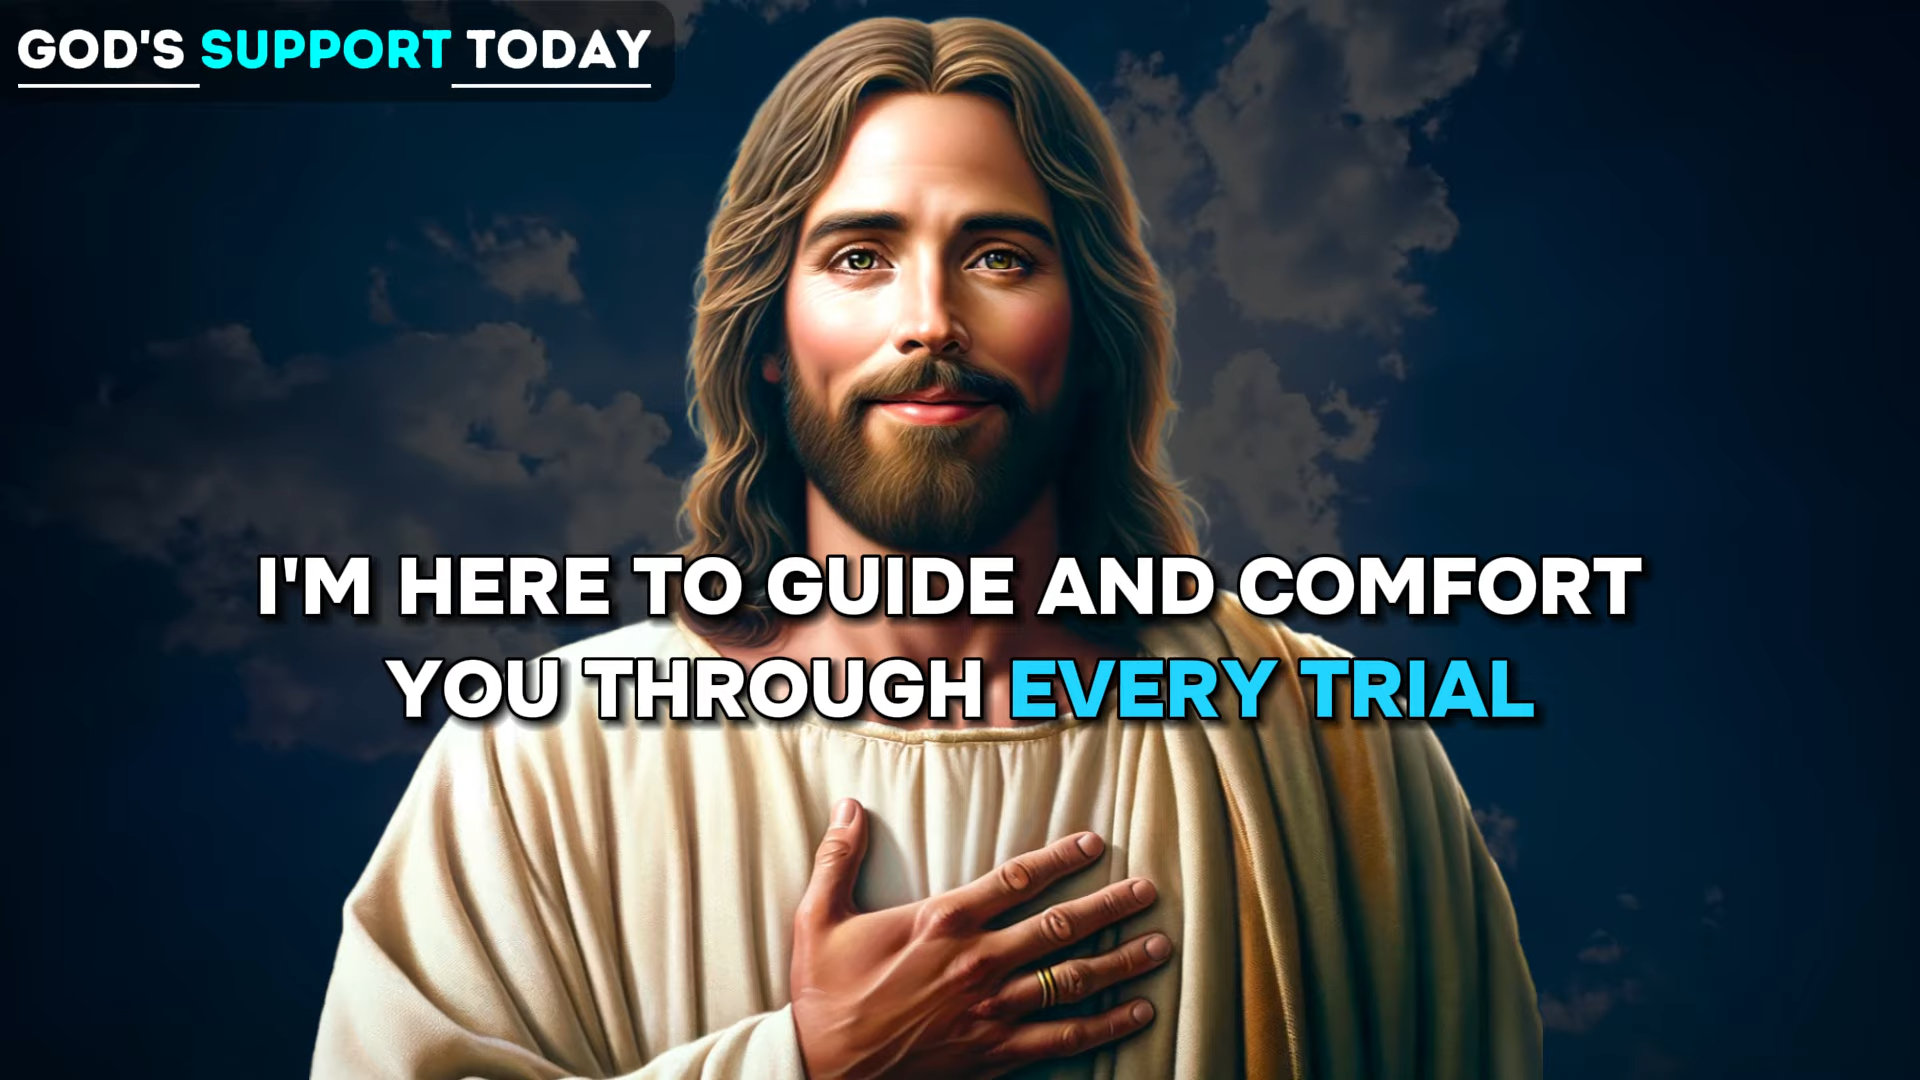 GOD'S SUPPORT TODAY
I'M HERE TO GUIDE AND COMFORT
YOU THROUGH EVERY TRIAL